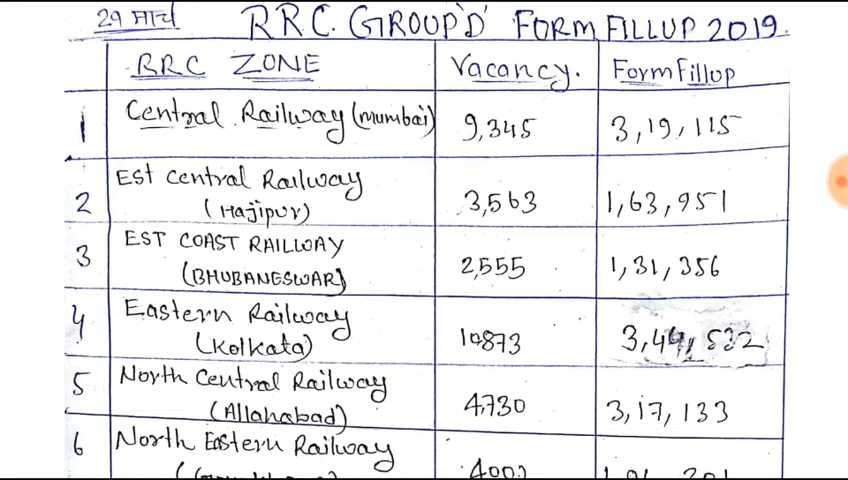 29 मार्च RRC. GROUP'D' FORM FILLUP 2019.
RRC ZONE Vacancy. Form Fillup
1 Central Railway (mumbai) 9,345 3,19,115
2 Est Central Railway 3,563 1,63,951
(Hajipur)
3 EST COAST RAILWAY 2,555 1,31,356
(BHUBANESWAR)
4 Eastern Railway 10873
(Kolkata)
5 North Central Railway 4,730 3,17,133
(Allahabad)
6 North Eastern Railway